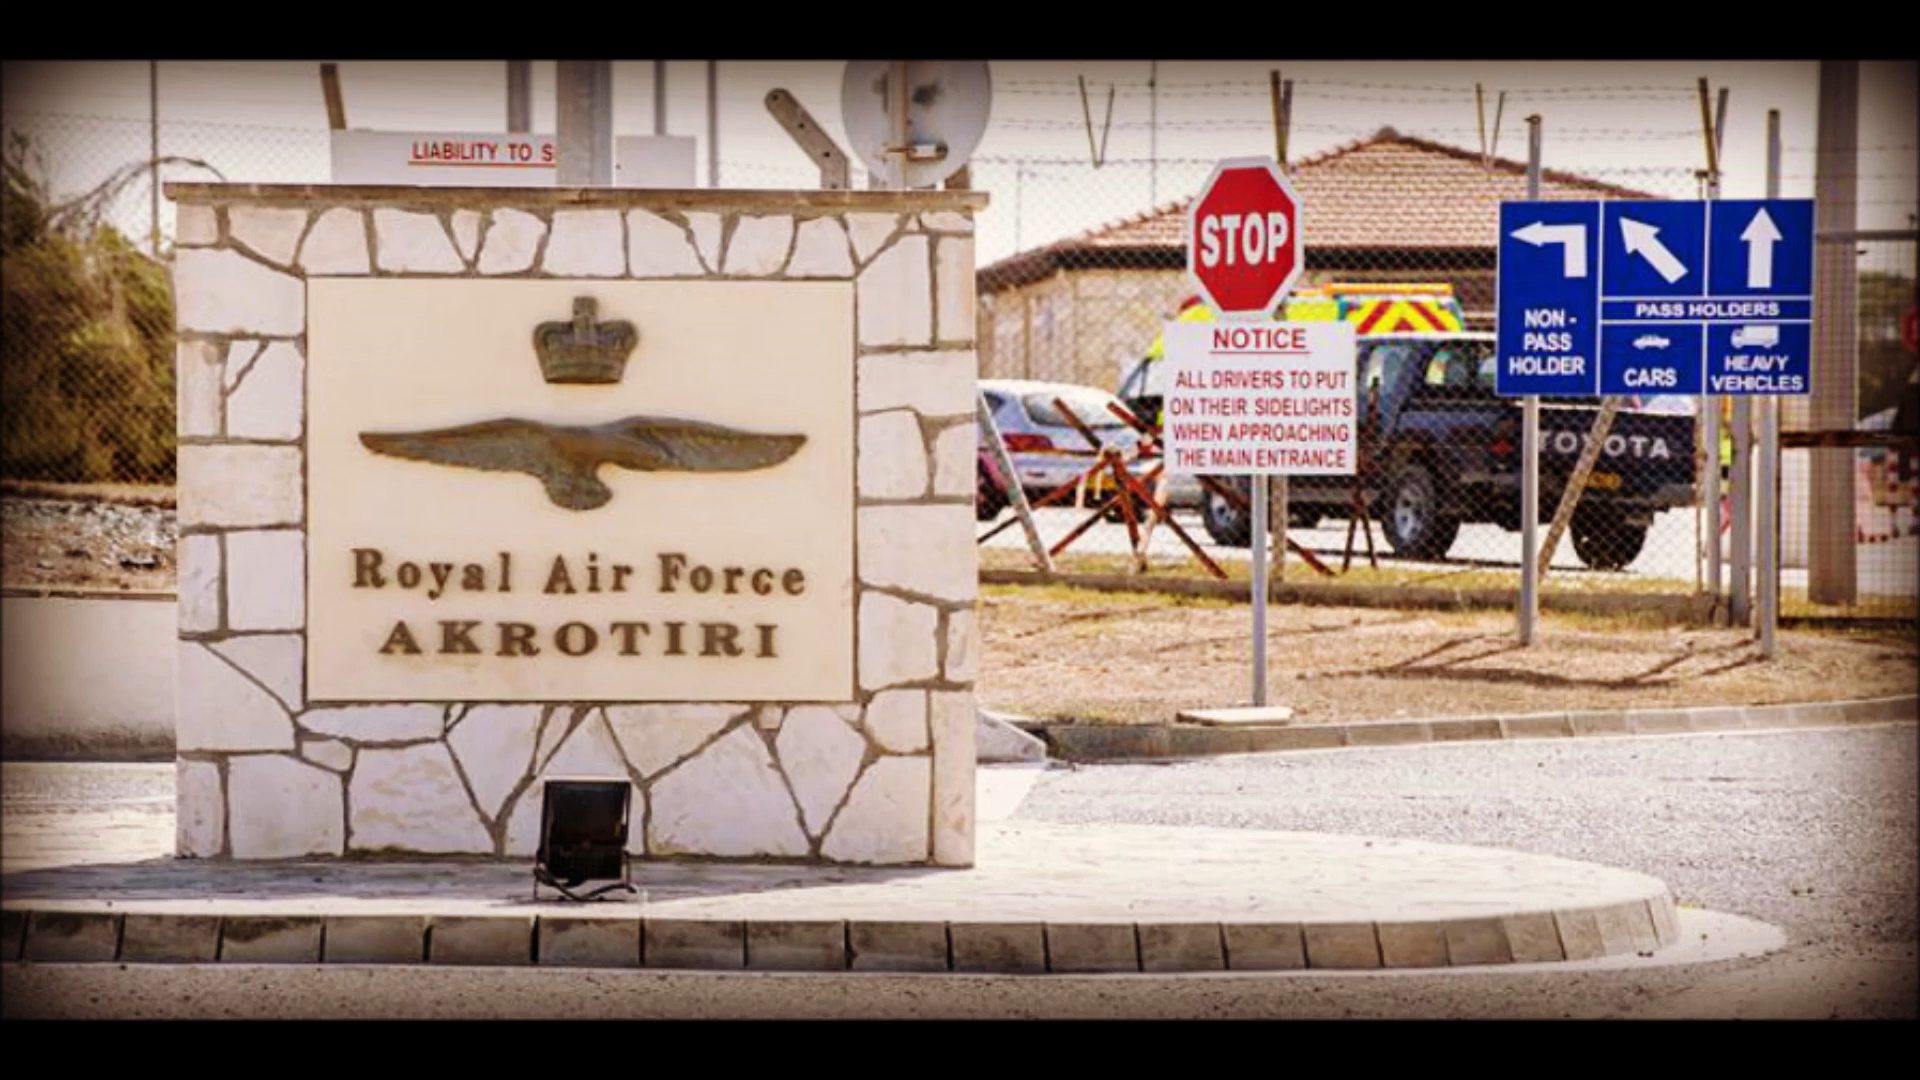 LIABILITY TO S
Royal Air Force
AKROTIRI
STOP
NOTICE
ALL DRIVERS TO PUT
ON THEIR SIDELIGHTS
WHEN APPROACHING
THE MAIN ENTRANCE
TOYOTA
NON -
PASS
HOLDER
PASS HOLDERS
CARS
HEAVY
VEHICLES